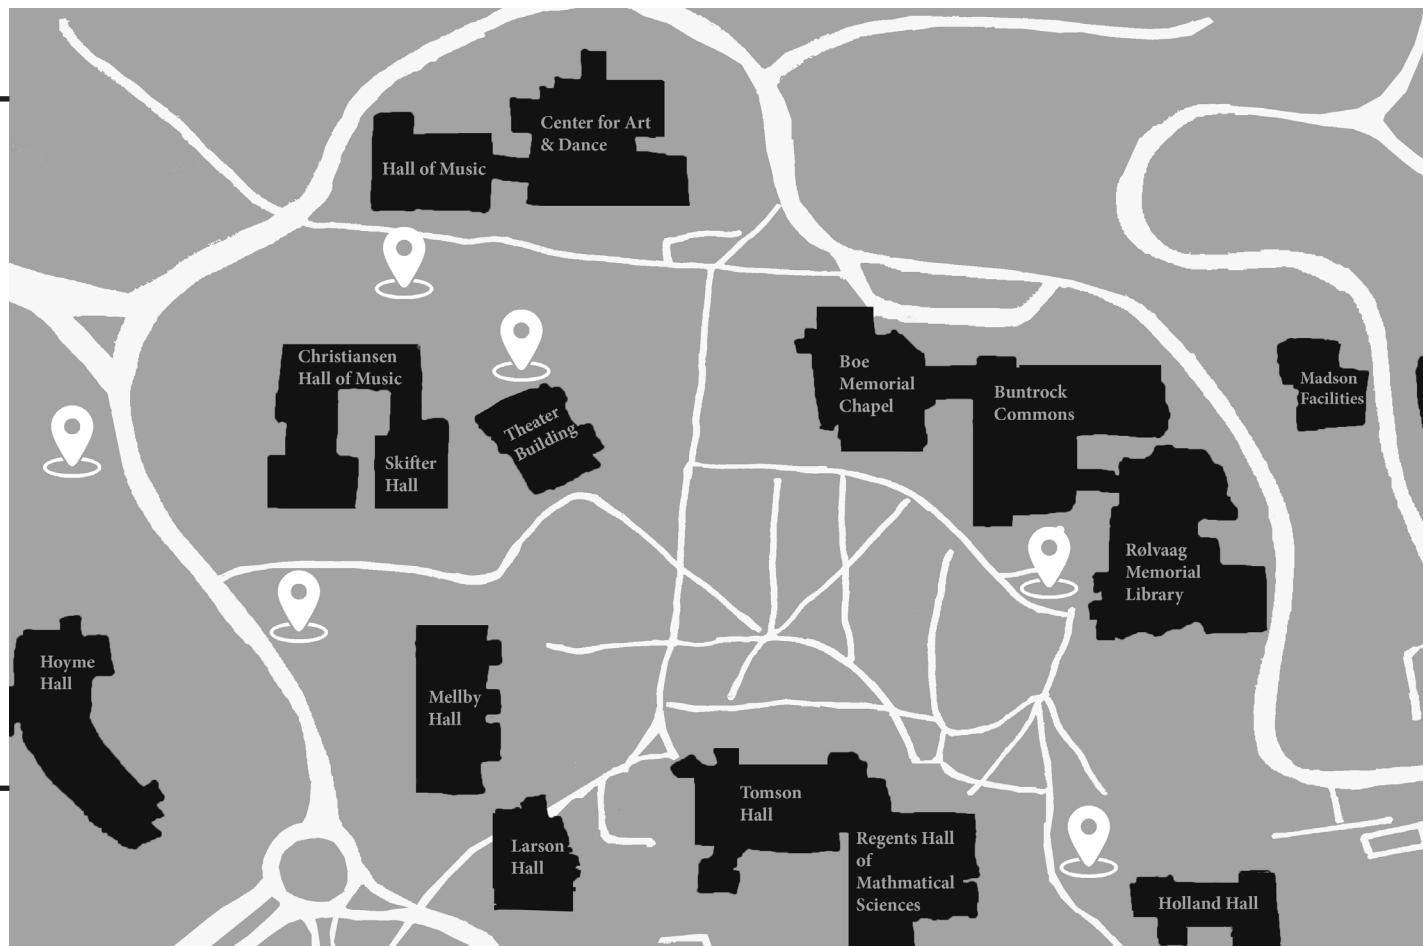 Center for Art
& Dance
Hall of Music
Christiansen
Hall of Music
Skifter
Hall
Theater
Building
Boe
Memorial
Chapel
Buntrock
Commons
Madson
Facilities
Rølvaag
Memorial
Library
Hoyme
Hall
Mellby
Hall
Larson
Hall
Tomson
Hall
Regents Hall
of
Mathmatical
Sciences
Holland Hall